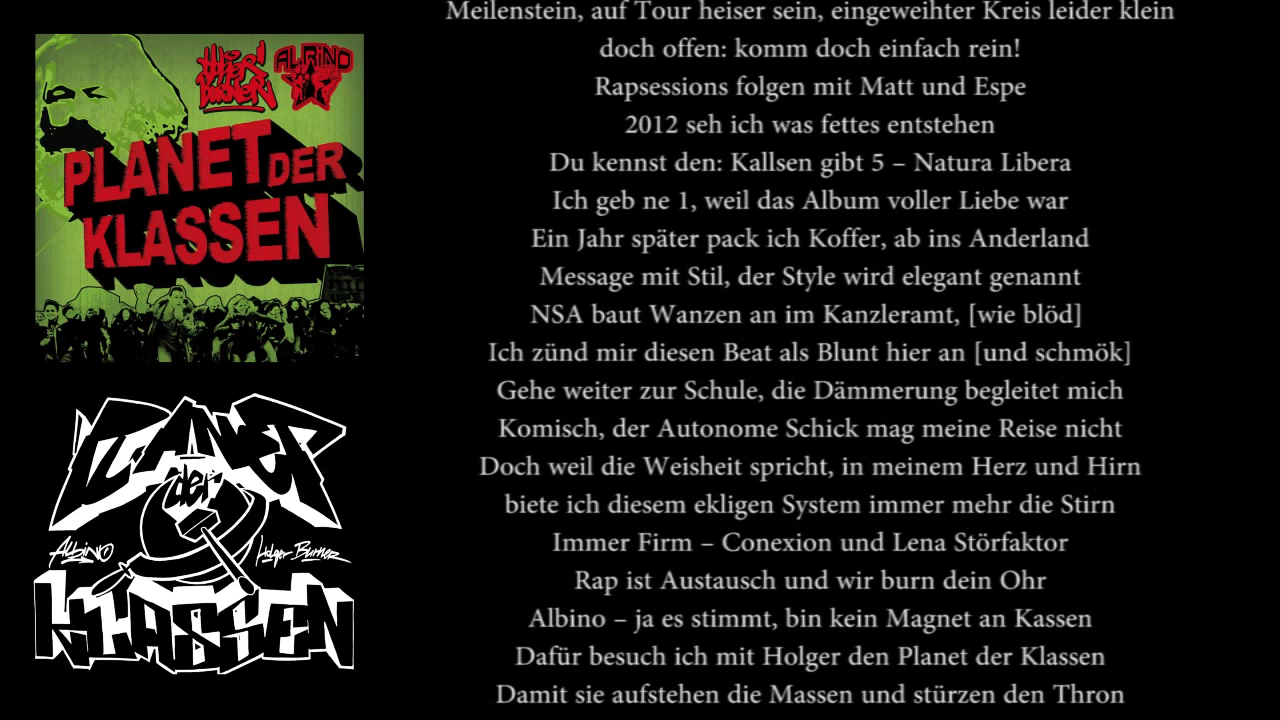 Holger Burner
ALBINO
PLANET DER
KLASSEN
PLANET
der
Albino
Holger Burner
KLASSEN
Meilenstein, auf Tour heiser sein, eingeweihter Kreis leider klein
doch offen: komm doch einfach rein!
Rapsessions folgen mit Matt und Espe
2012 seh ich was fettes entstehen
Du kennst den: Kallsen gibt 5 – Natura Libera
Ich geb ne 1, weil das Album voller Liebe war
Ein Jahr später pack ich Koffer, ab ins Anderland
Message mit Stil, der Style wird elegant genannt
NSA baut Wanzen an im Kanzleramt, [wie blöd]
Ich zünd mir diesen Beat als Blunt hier an [und schmök]
Gehe weiter zur Schule, die Dämmerung begleitet mich
Komisch, der Autonome Schick mag meine Reise nicht
Doch weil die Weisheit spricht, in meinem Herz und Hirn
biete ich diesem ekligen System immer mehr die Stirn
Immer Firm – Conexion und Lena Störfaktor
Rap ist Austausch und wir burn dein Ohr
Albino – ja es stimmt, bin kein Magnet an Kassen
Dafür besuch ich mit Holger den Planet der Klassen
Damit sie aufstehen die Massen und stürzen den Thron